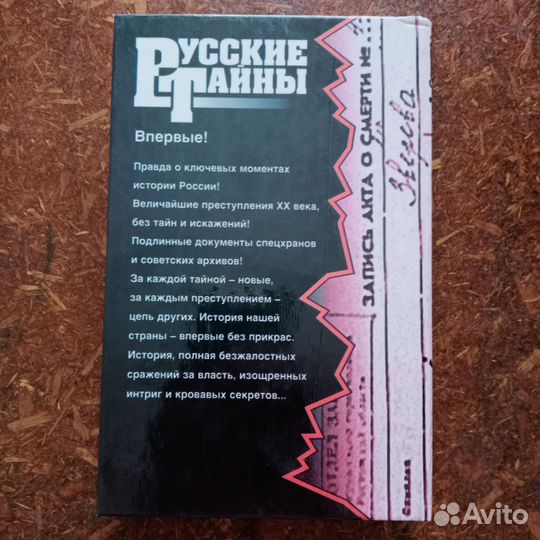 РУССКИЕ
ТАЙНЫ
Впервые!
Правда о ключевых моментах
истории России!
Величайшие преступления XX века,
без тайн и искажений!
Подлинные документы спецхранов
и советских архивов!
За каждой тайной – новые,
за каждым преступлением –
цепь других. История нашей
страны – впервые без прикрас.
История, полная безжалостных
сражений за власть, изощренных
интриг и кровавых секретов...
ЗАПИСЬ АКТА О СМЕРТИ №
Avito